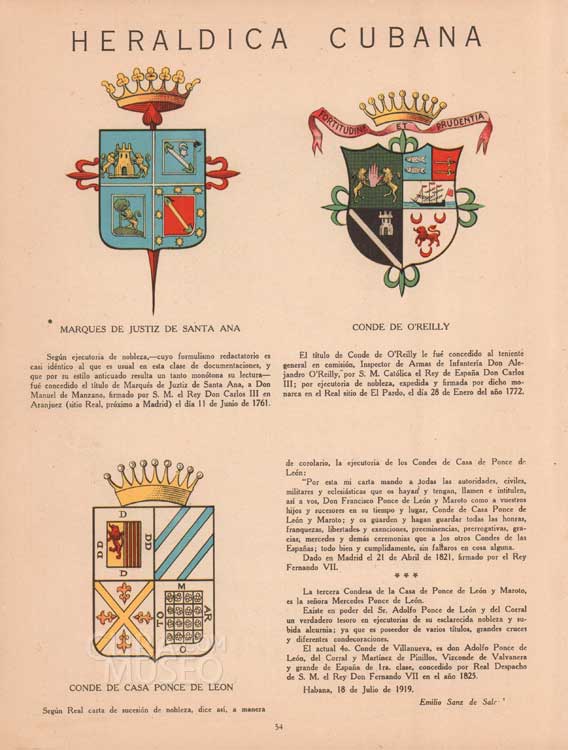 HERALDICA CUBANA
FORTITUDINE ET PRUDENTIA
MARQUES DE JUSTIZ DE SANTA ANA
Según ejecutoria de nobleza,—cuyo formulismo redactatorio es
casi idéntico al que es usual en esta clase de documentaciones, y
que por su estilo anticuado resulta un tanto monótona su lectura—
fué concedido el título de Marqués de Justiz de Santa Ana, a Don
Manuel de Manzano, firmado por S. M. el Rey Don Carlos III en
Aranjuez (sitio Real, próximo a Madrid) el día 11 de Junio de 1761.
CONDE DE O'REILLY
El título de Conde de O'Reilly le fué concedido al teniente
general en comisión, Inspector de Armas de Infantería Don Ale-
jandro O'Reilly, por S. M. Católica el Rey de España Don Carlos
III; por ejecutoria de nobleza, expedida y firmada por dicho mo-
narca en el Real sitio de El Pardo, el día 28 de Enero del año 1772.
D
DD
DD
D
M
TO
AR
O
MUSEO
CONDE DE CASA PONCE DE LEON
Según Real carta de sucesión de nobleza, dice así, a manera
de corolario, la ejecutoria de los Condes de Casa de Ponce de
León:
"Por esta mi carta mando a todas las autoridades, civiles,
militares y eclesiásticas que os hayan y tengan, llamen e intitulen,
así a vos, Don Francisco Ponce de León y Maroto como a vuestros
hijos y sucesores en su tiempo y lugar, Conde de Casa Ponce de
León y Maroto; y os guarden y hagan guardar todas las honras,
franquezas, libertades y exenciones, preeminencias, prerrogativas, gra-
cias, mercedes y demás ceremonias que a los otros Condes de las
Españas; todo bien y cumplidamente, sin faltaros en cosa alguna.
Dado en Madrid el 21 de Abril de 1821, firmado por el Rey
Fernando VII.
* * *
La tercera Condesa de la Casa de Ponce de León y Maroto,
es la señora Mercedes Ponce de León.
Existe en poder del Sr. Adolfo Ponce de León y del Corral
un verdadero tesoro en ejecutorias de su esclarecida nobleza y su-
bida alcurnia; ya que es poseedor de varios títulos, grandes cruces
y diferentes condecoraciones.
El actual 4o. Conde de Villanueva, es don Adolfo Ponce de
León, del Corral y Martínez de Pinillos, Vizconde de Valvanera
y grande de España de 1ra. clase, concedido por Real Despacho
de S. M. el Rey Don Fernando VII en el año 1825.
Habana, 18 de Julio de 1919.
Emilio Sanz de
54